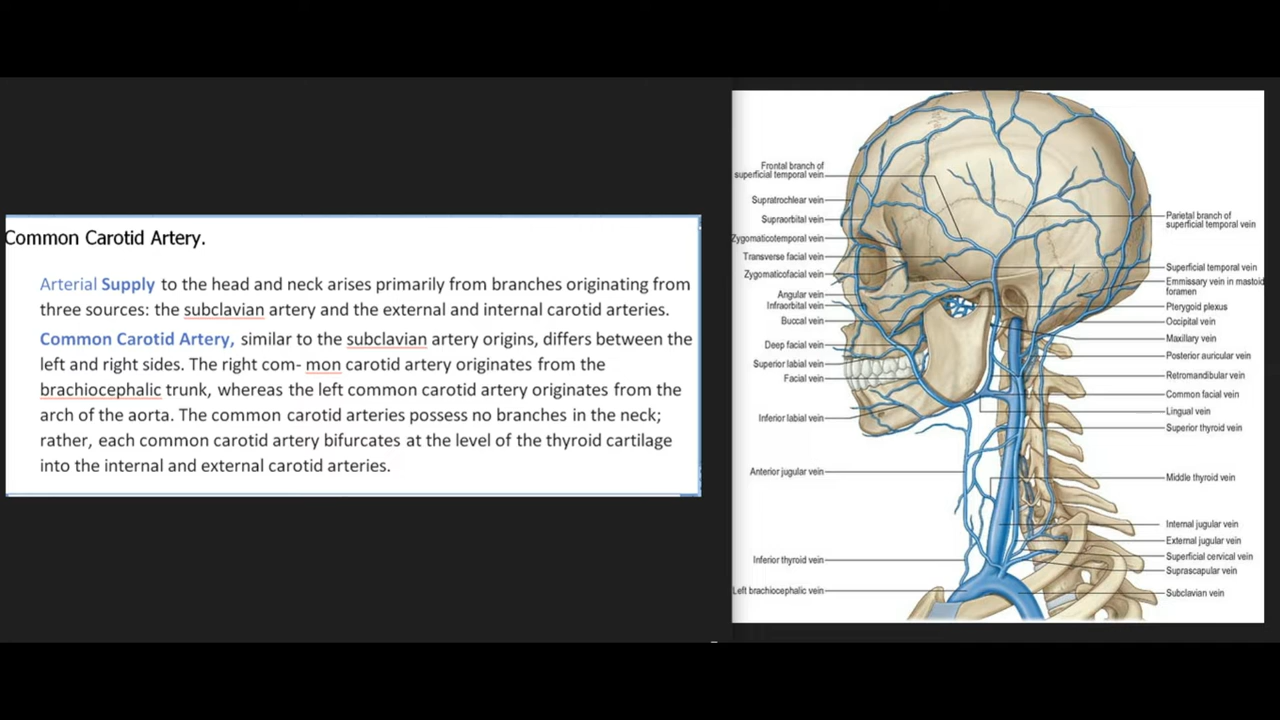 Common Carotid Artery.
Arterial Supply to the head and neck arises primarily from branches originating from
three sources: the subclavian artery and the external and internal carotid arteries.
Common Carotid Artery, similar to the subclavian artery origins, differs between the
left and right sides. The right com- mon carotid artery originates from the
brachiocephalic trunk, whereas the left common carotid artery originates from the
arch of the aorta. The common carotid arteries possess no branches in the neck;
rather, each common carotid artery bifurcates at the level of the thyroid cartilage
into the internal and external carotid arteries.
Frontal branch of
superficial temporal vein
Supratrochlear vein
Supraorbital vein
Zygomaticotemporal vein
Transverse facial vein
Zygomaticofacial vein
Angular vein
Infraorbital vein
Buccal vein
Deep facial vein
Superior labial vein
Facial vein
Inferior labial vein
Anterior jugular vein
Inferior thyroid vein
Left brachiocephalic vein
Parietal branch of
superficial temporal vein
Superficial temporal vein
Emmissary vein in mastoid
foramen
Pterygoid plexus
Occipital vein
Maxillary vein
Posterior auricular vein
Retromandibular vein
Common facial vein
Lingual vein
Superior thyroid vein
Middle thyroid vein
Internal jugular vein
External jugular vein
Superficial cervical vein
Suprascapular vein
Subclavian vein